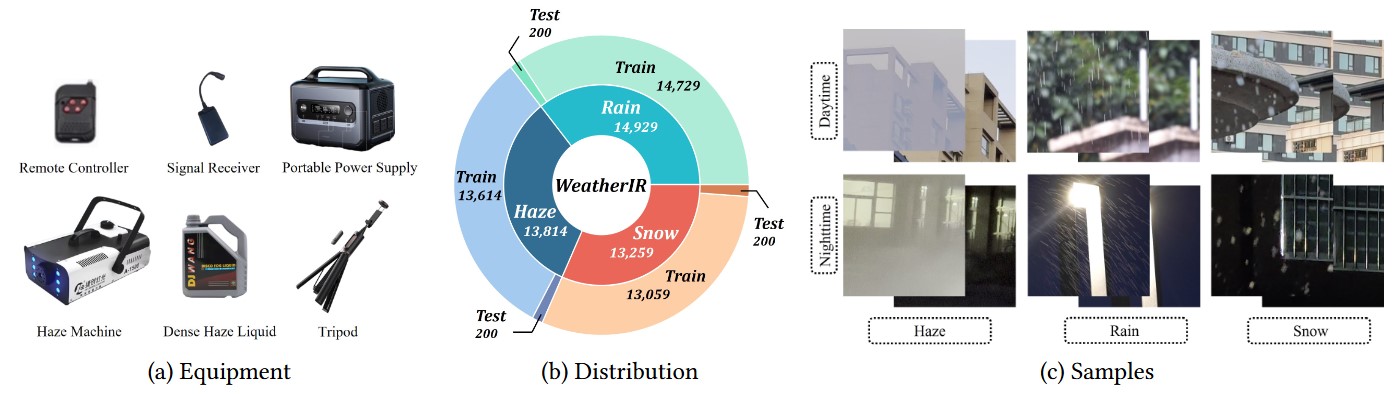 Remote Controller
Signal Receiver
Portable Power Supply
DJWANG
Haze Machine
Dense Haze Liquid
Tripod
(a) Equipment
Test
200
Train
14,729
Rain
14,929
Train
13,614
WeatherIR
Haze
13,814
Snow
13,259
Test
200
Train
13,059
Test
200
(b) Distribution
Daytime
Nighttime
Haze
Rain
Snow
(c) Samples